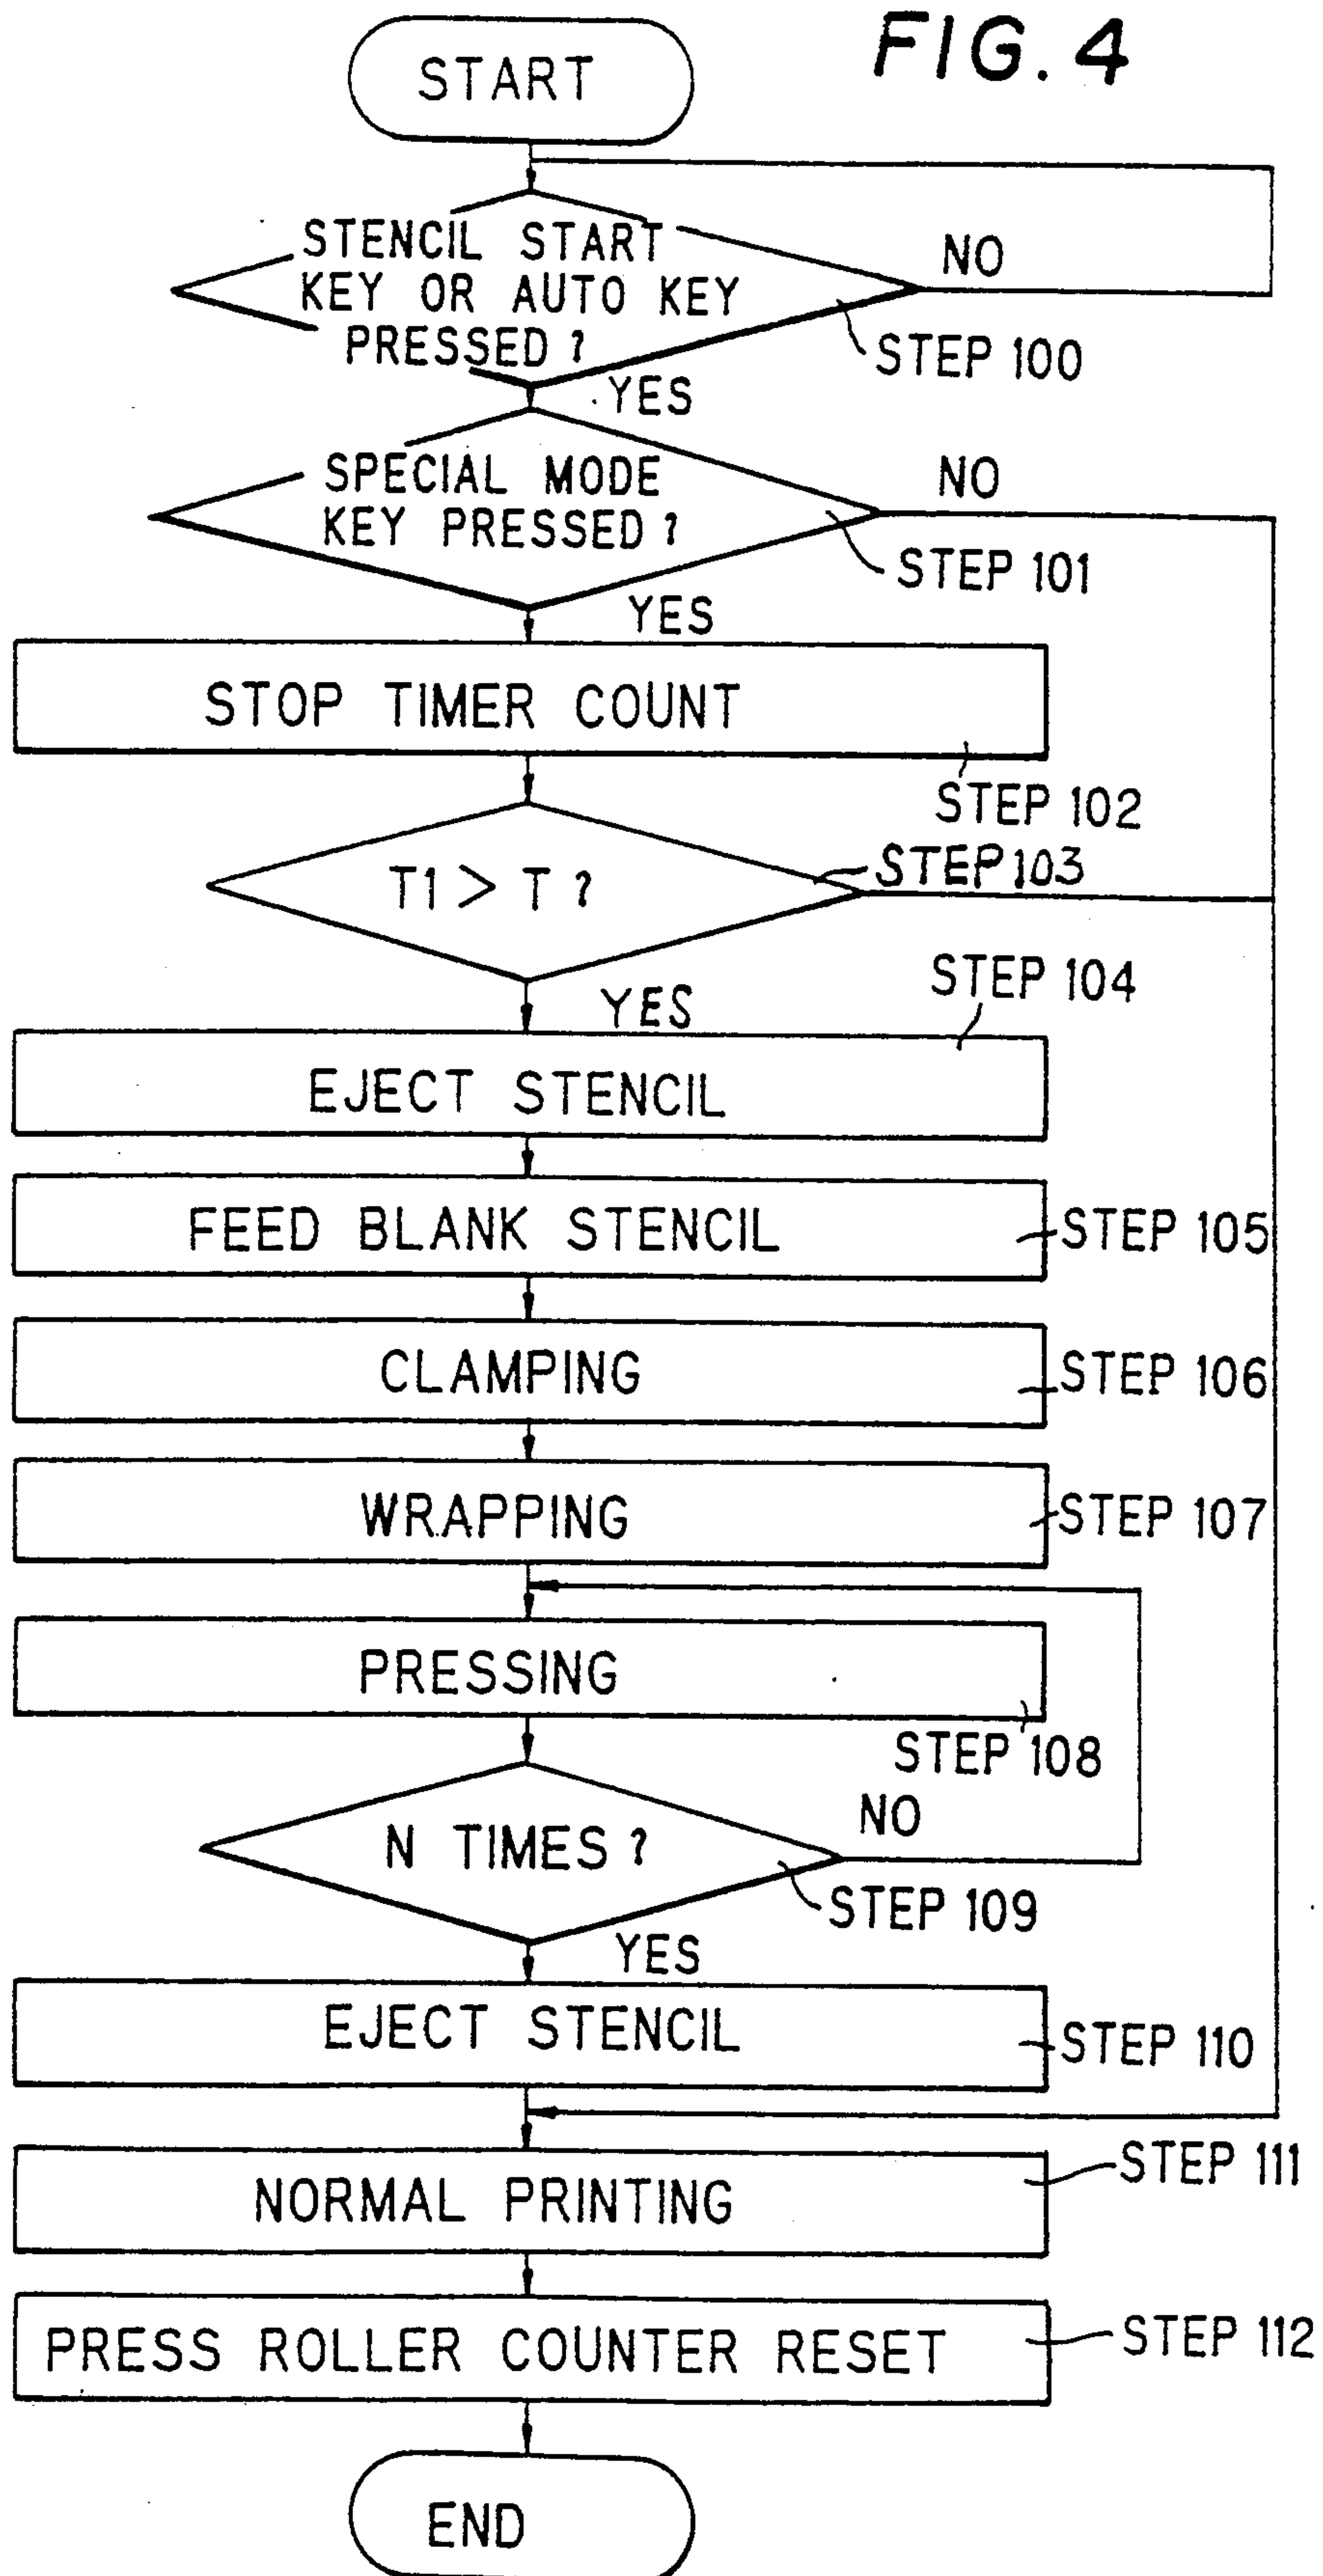 FIG. 4
START
STENCIL START
KEY OR AUTO KEY
PRESSED ?
NO
STEP 100
YES
SPECIAL MODE
KEY PRESSED ?
NO
STEP 101
YES
STOP TIMER COUNT
STEP 102
T1 > T ?
STEP 103
YES
STEP 104
EJECT STENCIL
FEED BLANK STENCIL
STEP 105
CLAMPING
STEP 106
WRAPPING
STEP 107
PRESSING
STEP 108
N TIMES ?
NO
STEP 109
YES
EJECT STENCIL
STEP 110
NORMAL PRINTING
STEP 111
PRESS ROLLER COUNTER RESET
STEP 112
END